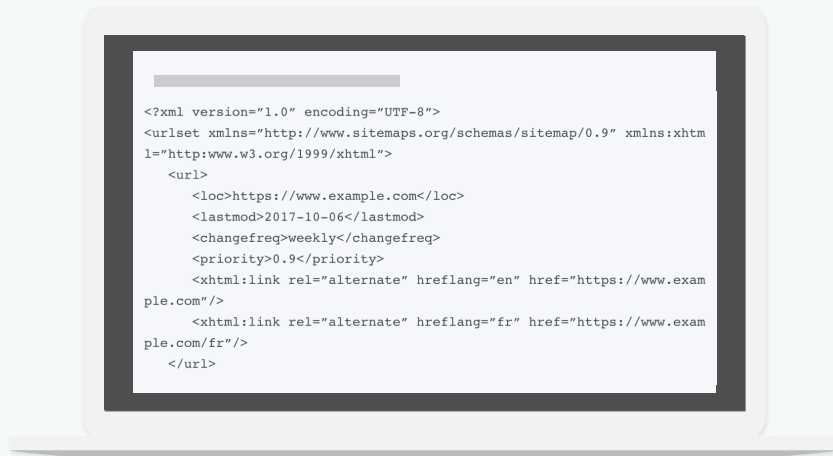 <?xml version=”1.0” encoding=”UTF-8”>
<urlset xmlns=”http://www.sitemaps.org/schemas/sitemap/0.9” xmlns:xhtm
l=”http:www.w3.org/1999/xhtml”>
<url>
<loc>https://www.example.com</loc>
<lastmod>2017-10-06</lastmod>
<changefreq>weekly</changefreq>
<priority>0.9</priority>
<xhtml:link rel=”alternate” hreflang=”en” href=”https://www.exam
ple.com”/>
<xhtml:link rel=”alternate” hreflang=”fr” href=”https://www.exam
ple.com/fr”/>
</url>